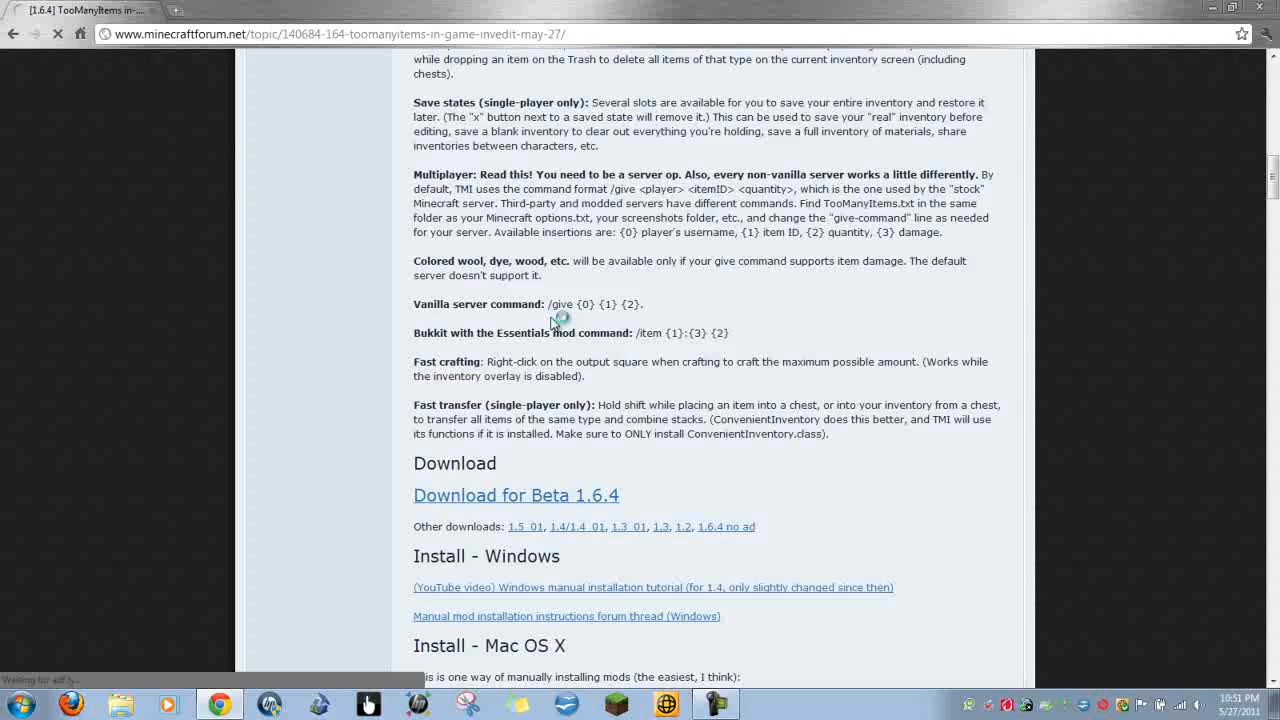 [1.6.4] TooManyItems in-...
www.minecraftforum.net/topic/140684-164-toomanyitems-in-game-invedit-may-27/
while dropping an item on the Trash to delete all items of that type on the current inventory screen (including
chests).
Save states (single-player only): Several slots are available for you to save your entire inventory and restore it
later. (The "x" button next to a saved state will remove it.) This can be used to save your "real" inventory before
editing, save a blank inventory to clear out everything you're holding, save a full inventory of materials, share
inventories between characters, etc.
Multiplayer: Read this! You need to be a server op. Also, every non-vanilla server works a little differently. By
default, TMI uses the command format /give <player> <itemID> <quantity>, which is the one used by the "stock"
Minecraft server. Third-party and modded servers have different commands. Find TooManyItems.txt in the same
folder as your Minecraft options.txt, your screenshots folder, etc., and change the "give-command" line as needed
for your server. Available insertions are: {0} player's username, {1} item ID, {2} quantity, {3} damage.
Colored wool, dye, wood, etc. will be available only if your give command supports item damage. The default
server doesn't support it.
Vanilla server command: /give {0} {1} {2}.
Bukkit with the Essentials mod command: /item {1}:{3} {2}
Fast crafting: Right-click on the output square when crafting to craft the maximum possible amount. (Works while
the inventory overlay is disabled).
Fast transfer (single-player only): Hold shift while placing an item into a chest, or into your inventory from a chest,
to transfer all items of the same type and combine stacks. (ConvenientInventory does this better, and TMI will use
its functions if it is installed. Make sure to ONLY install ConvenientInventory.class).
Download
Download for Beta 1.6.4
Other downloads: 1.5_01, 1.4/1.4_01, 1.3_01, 1.3, 1.2, 1.6.4 no ad
Install - Windows
(YouTube video) Windows manual installation tutorial (for 1.4, only slightly changed since then)
Manual mod installation instructions forum thread (Windows)
Install - Mac OS X
is is one way of manually installing mods (the easiest, I think):
Waiting for adf.ly...
10:51 PM
5/27/2011